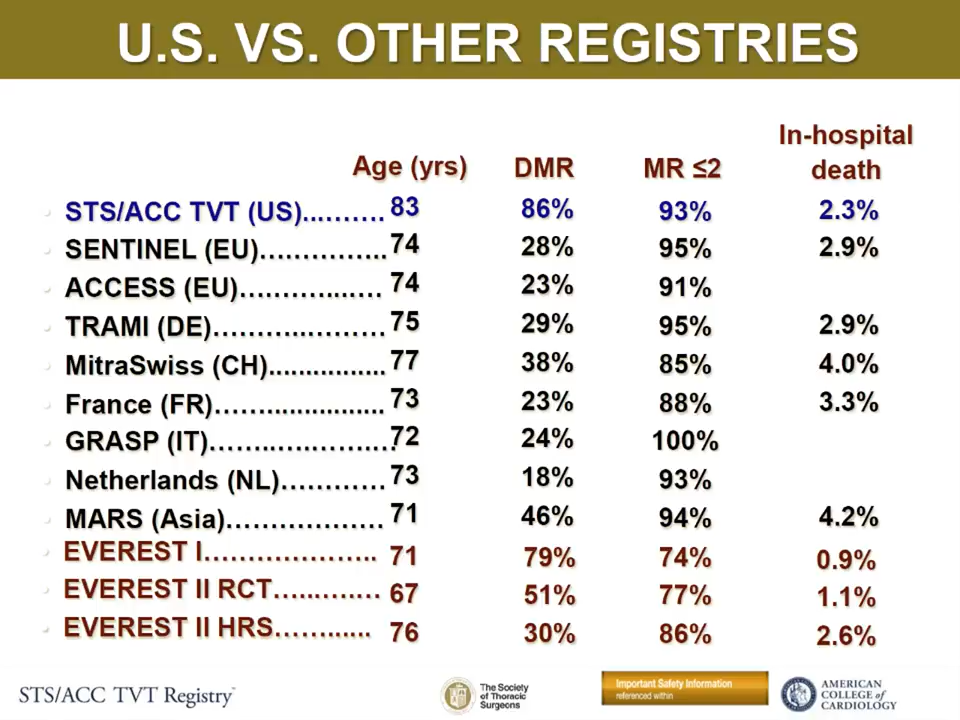 U.S. VS. OTHER REGISTRIES
Age (yrs) DMR MR ≤2 In-hospital death
• STS/ACC TVT (US)...……. 83 86% 93% 2.3%
• SENTINEL (EU)…………….. 74 28% 95% 2.9%
• ACCESS (EU)…………....…. 74 23% 91%
• TRAMI (DE)………...……… 75 29% 95% 2.9%
• MitraSwiss (CH)................ 77 38% 85% 4.0%
• France (FR)……................. 73 23% 88% 3.3%
• GRASP (IT)……..…..…….…. 72 24% 100%
• Netherlands (NL)………… 73 18% 93%
• MARS (Asia)……………… 71 46% 94% 4.2%
• EVEREST I……………….. 71 79% 74% 0.9%
• EVEREST II RCT…...….… 67 51% 77% 1.1%
• EVEREST II HRS……...... 76 30% 86% 2.6%
STS/ACC TVT Registry™
The Society
of Thoracic
Surgeons
Important Safety Information
referenced within
AMERICAN
COLLEGE of
CARDIOLOGY